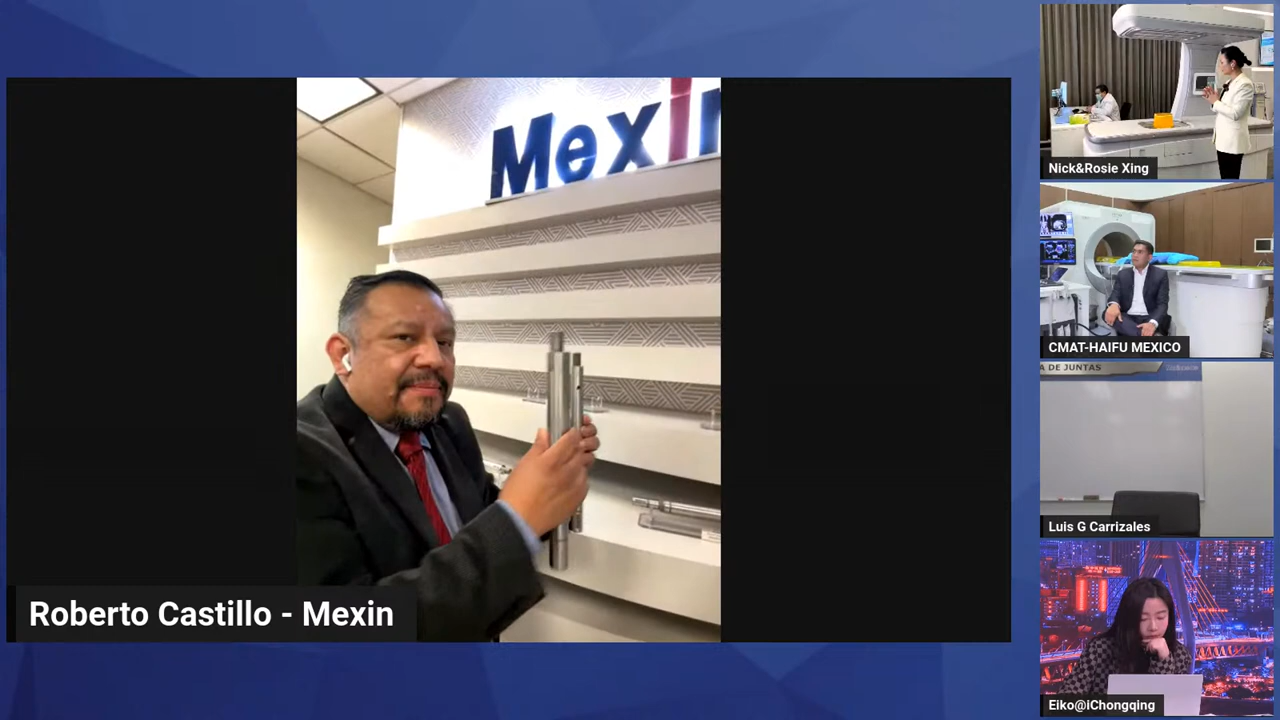 Mexin
Roberto Castillo - Mexin
Nick&Rosie Xing
CMAT-HAIFU MEXICO
A DE JUNTAS
Luis G Carrizales
Eiko@iChongqing